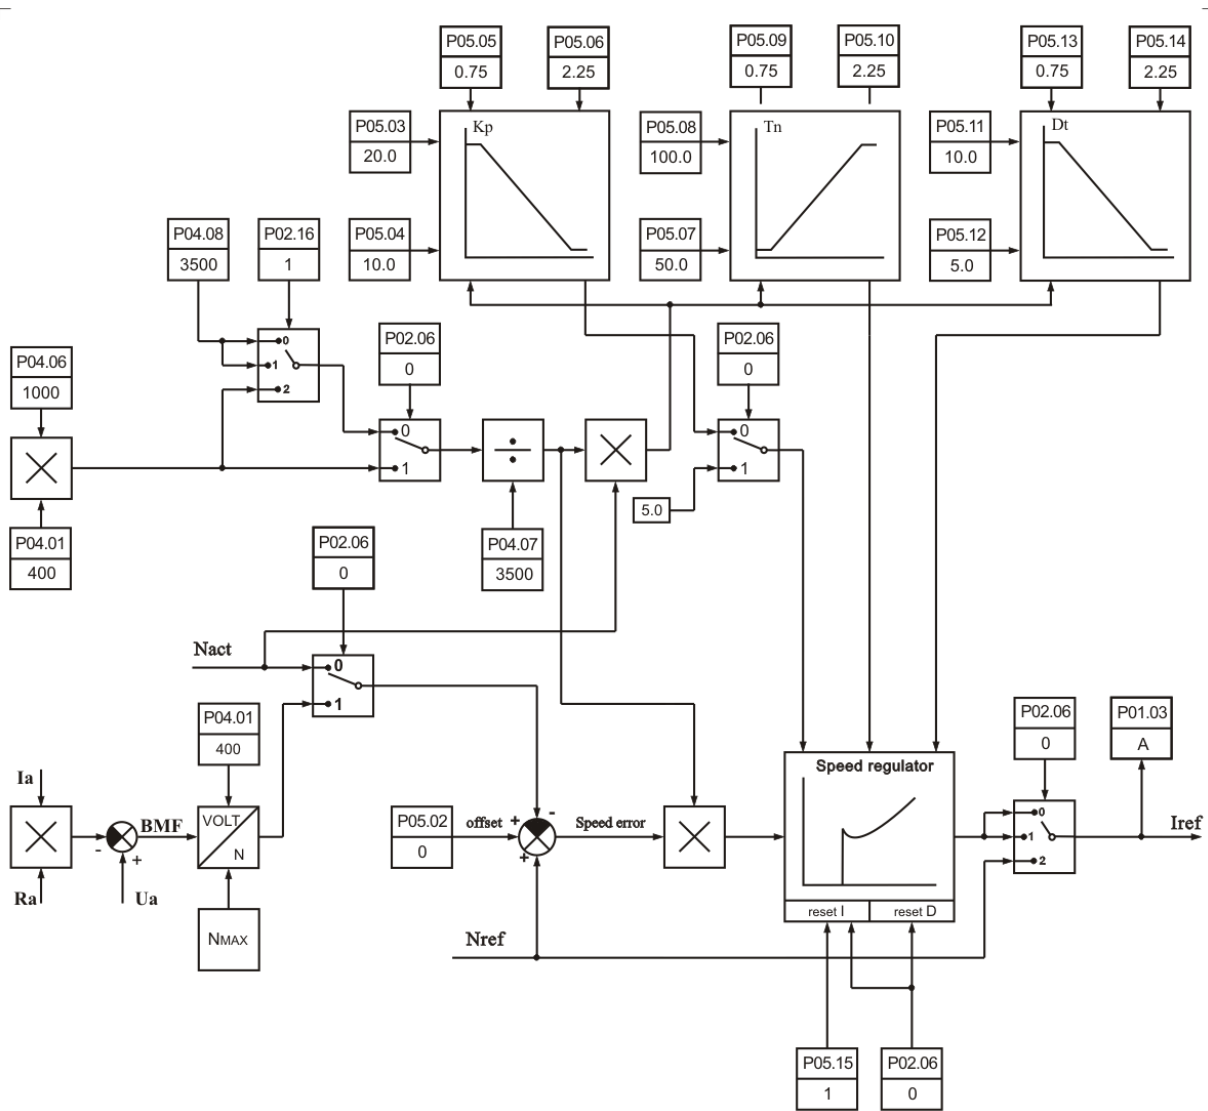 P05.05
0.75
P05.06
2.25
P05.09
0.75
P05.10
2.25
P05.13
0.75
P05.14
2.25
P05.03
20.0
Kp
P05.08
100.0
Tn
P05.11
10.0
Dt
P04.08
3500
P02.16
1
P05.04
10.0
P05.07
50.0
P05.12
5.0
0
1
2
P04.06
1000
P02.06
0
P02.06
0
0
1
0
1
5.0
P04.01
400
P02.06
0
P04.07
3500
Nact
0
1
P04.01
400
P02.06
0
P01.03
A
Ia
Speed regulator
VOLT
N
BMF
-
+
P05.02
0
offset
+
-
+
Speed error
0
1
2
Iref
Ra
Ua
NMAX
reset I
reset D
Nref
P05.15
1
P02.06
0